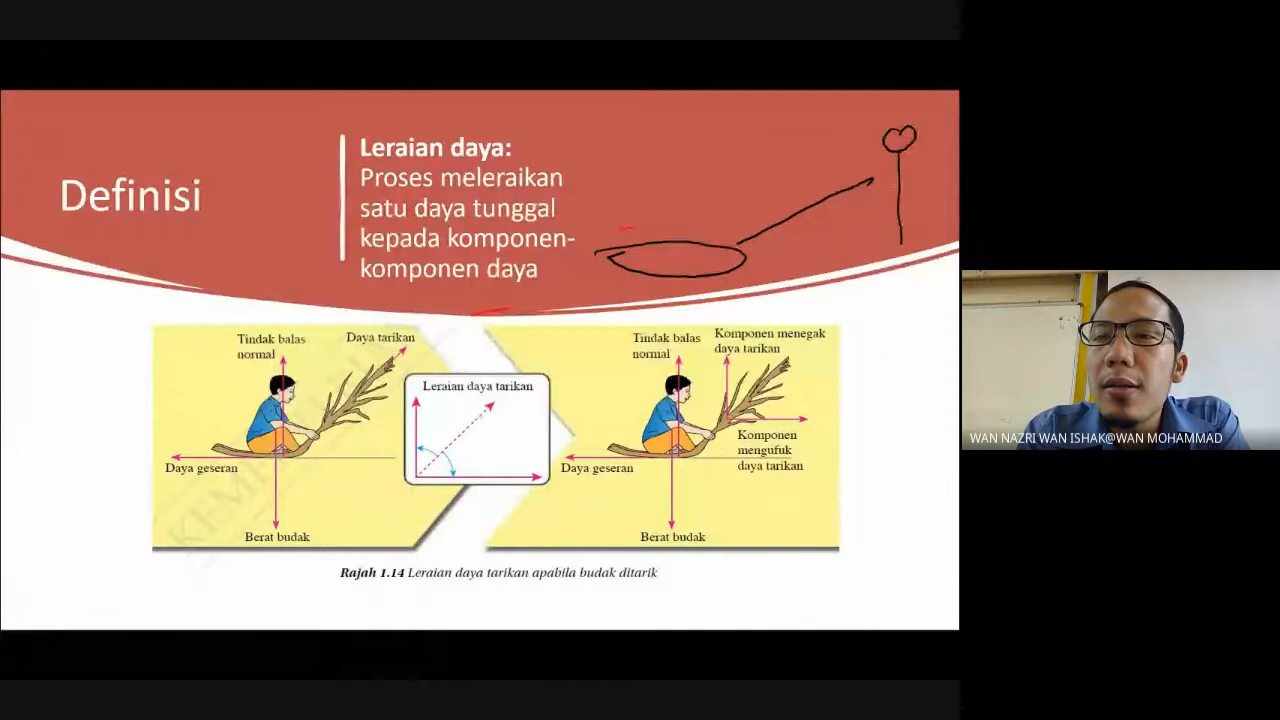 Definisi
Leraian daya:
Proses meleraikan
satu daya tunggal
kepada komponen-
komponen daya
Tindak balas
normal
Daya tarikan
Daya geseran
Berat budak
Leraian daya tarikan
Tindak balas
normal
Komponen menegak
daya tarikan
Komponen
mengufuk
daya tarikan
Daya geseran
Berat budak
Rajah 1.14 Leraian daya tarikan apabila budak ditarik
WAN NAZRI WAN ISHAK@WAN MOHAMMAD